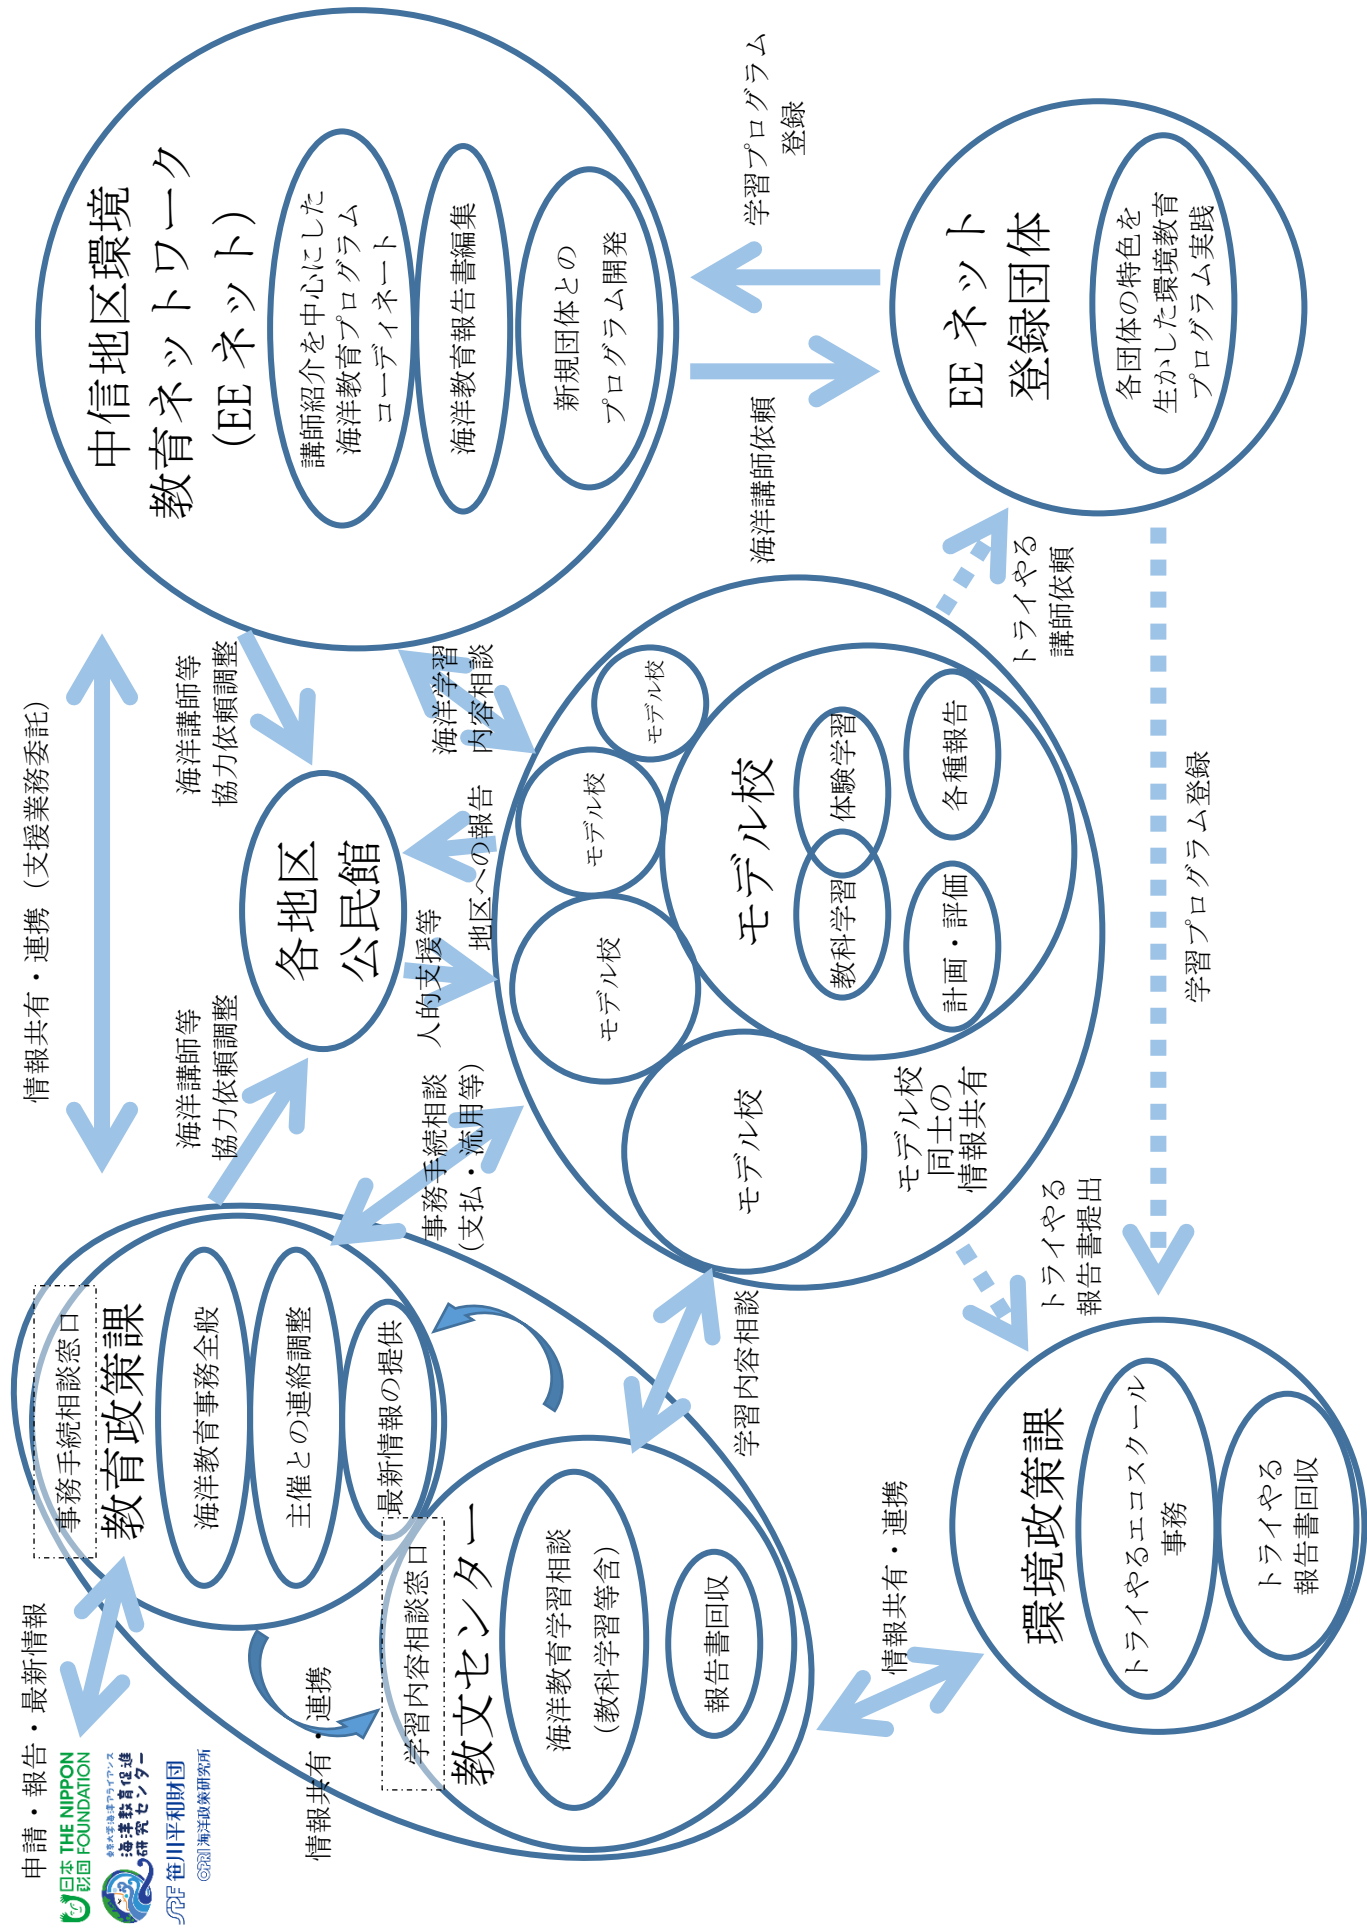 申請・報告・最新情報
日本
財団
THE NIPPON
FOUNDATION
東京大学海洋アライアンス
海洋教育促進
研究センター
SPF 笹川平和財団
OPRI 海洋政策研究所
事務手続相談窓口
教育政策課
海洋教育事務全般
主催との連絡調整
最新情報の提供
情報共有・連携
学習内容相談窓口
教文センター
海洋教育学習相談
(教科学習等含)
報告書回収
情報共有・連携（支援業務委託）
海洋講師等
協力依頼調整
各地区
公民館
海洋講師等
協力依頼調整
中信地区環境
教育ネットワーク
(EE ネット)
講師紹介を中心にした
海洋教育プログラム
コーディネート
海洋教育報告書編集
新規団体との
プログラム開発
事務手続相談
(支払・流用等)
人的支援等
地区への報告
海洋学習
内容相談
学習内容相談
モデル校
モデル校
モデル校
モデル校
モデル校
教科学習
体験学習
計画・評価
各種報告
モデル校
同士の
情報共有
海洋講師依頼
学習プログラム
登録
EE ネット
登録団体
各団体の特色を
生かした環境教育
プログラム実践
トライやる
講師依頼
トライやる
報告書提出
学習プログラム登録
情報共有・連携
環境政策課
トライやるエコスクール
事務
トライやる
報告書回収